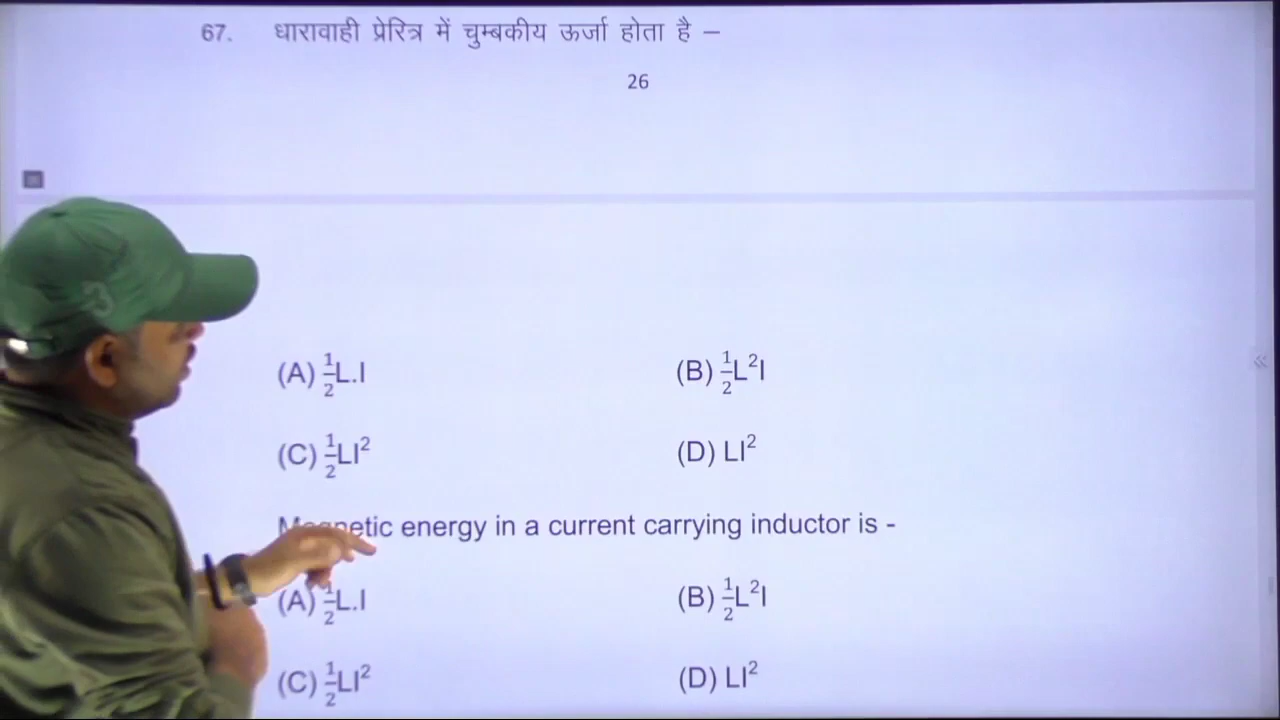 67. धारावाही प्रेरित्र में चुम्बकीय ऊर्जा होता है –
26
(A) ½L.I (B) ½L²I
(C) ½LI² (D) LI²
Magnetic energy in a current carrying inductor is -
(A) ½L.I (B) ½L²I
(C) ½LI² (D) LI²